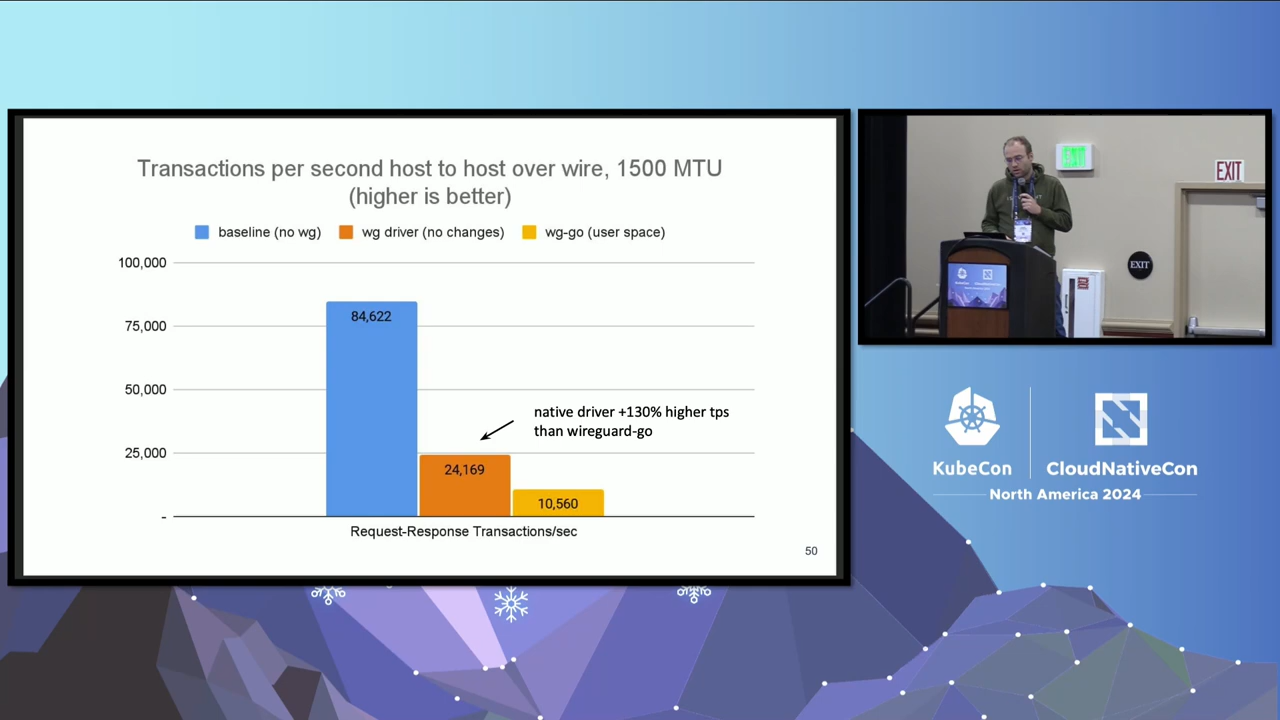 Transactions per second host to host over wire, 1500 MTU
(higher is better)
baseline (no wg)
wg driver (no changes)
wg-go (user space)
100,000
75,000
50,000
25,000
-
84,622
24,169
10,560
native driver +130% higher tps
than wireguard-go
Request-Response Transactions/sec
50
EXIT
EXIT
EXIT
KubeCon
CloudNativeCon
KubeCon
CloudNativeCon
North America 2024